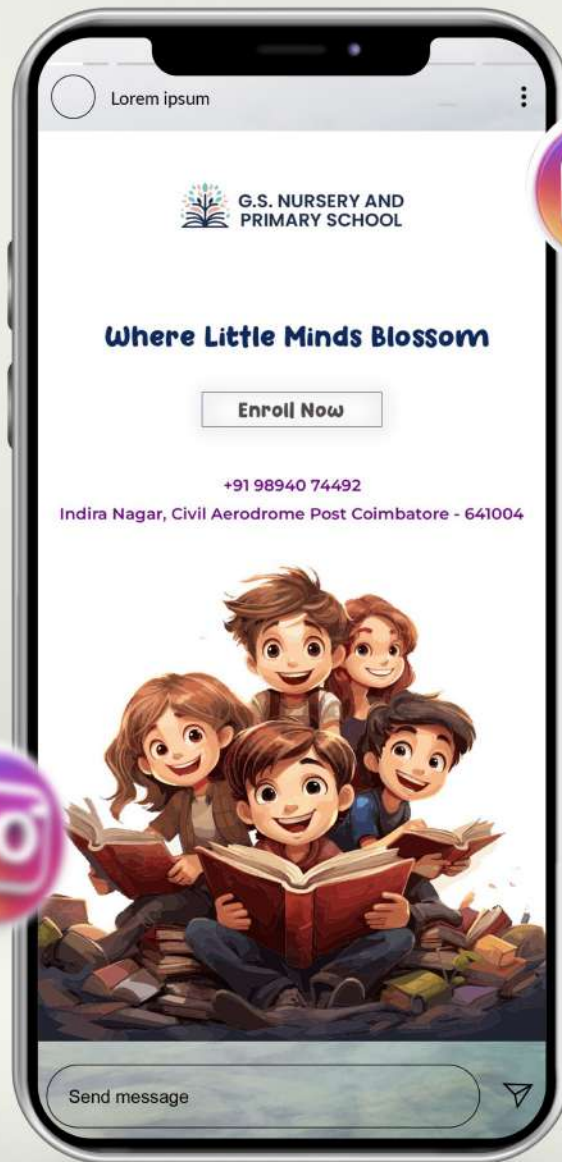 Lorem ipsum
G.S. NURSERY AND
PRIMARY SCHOOL
Where Little Minds Blossom
Enroll Now
+91 98940 74492
Indira Nagar, Civil Aerodrome Post Coimbatore - 641004
Send message